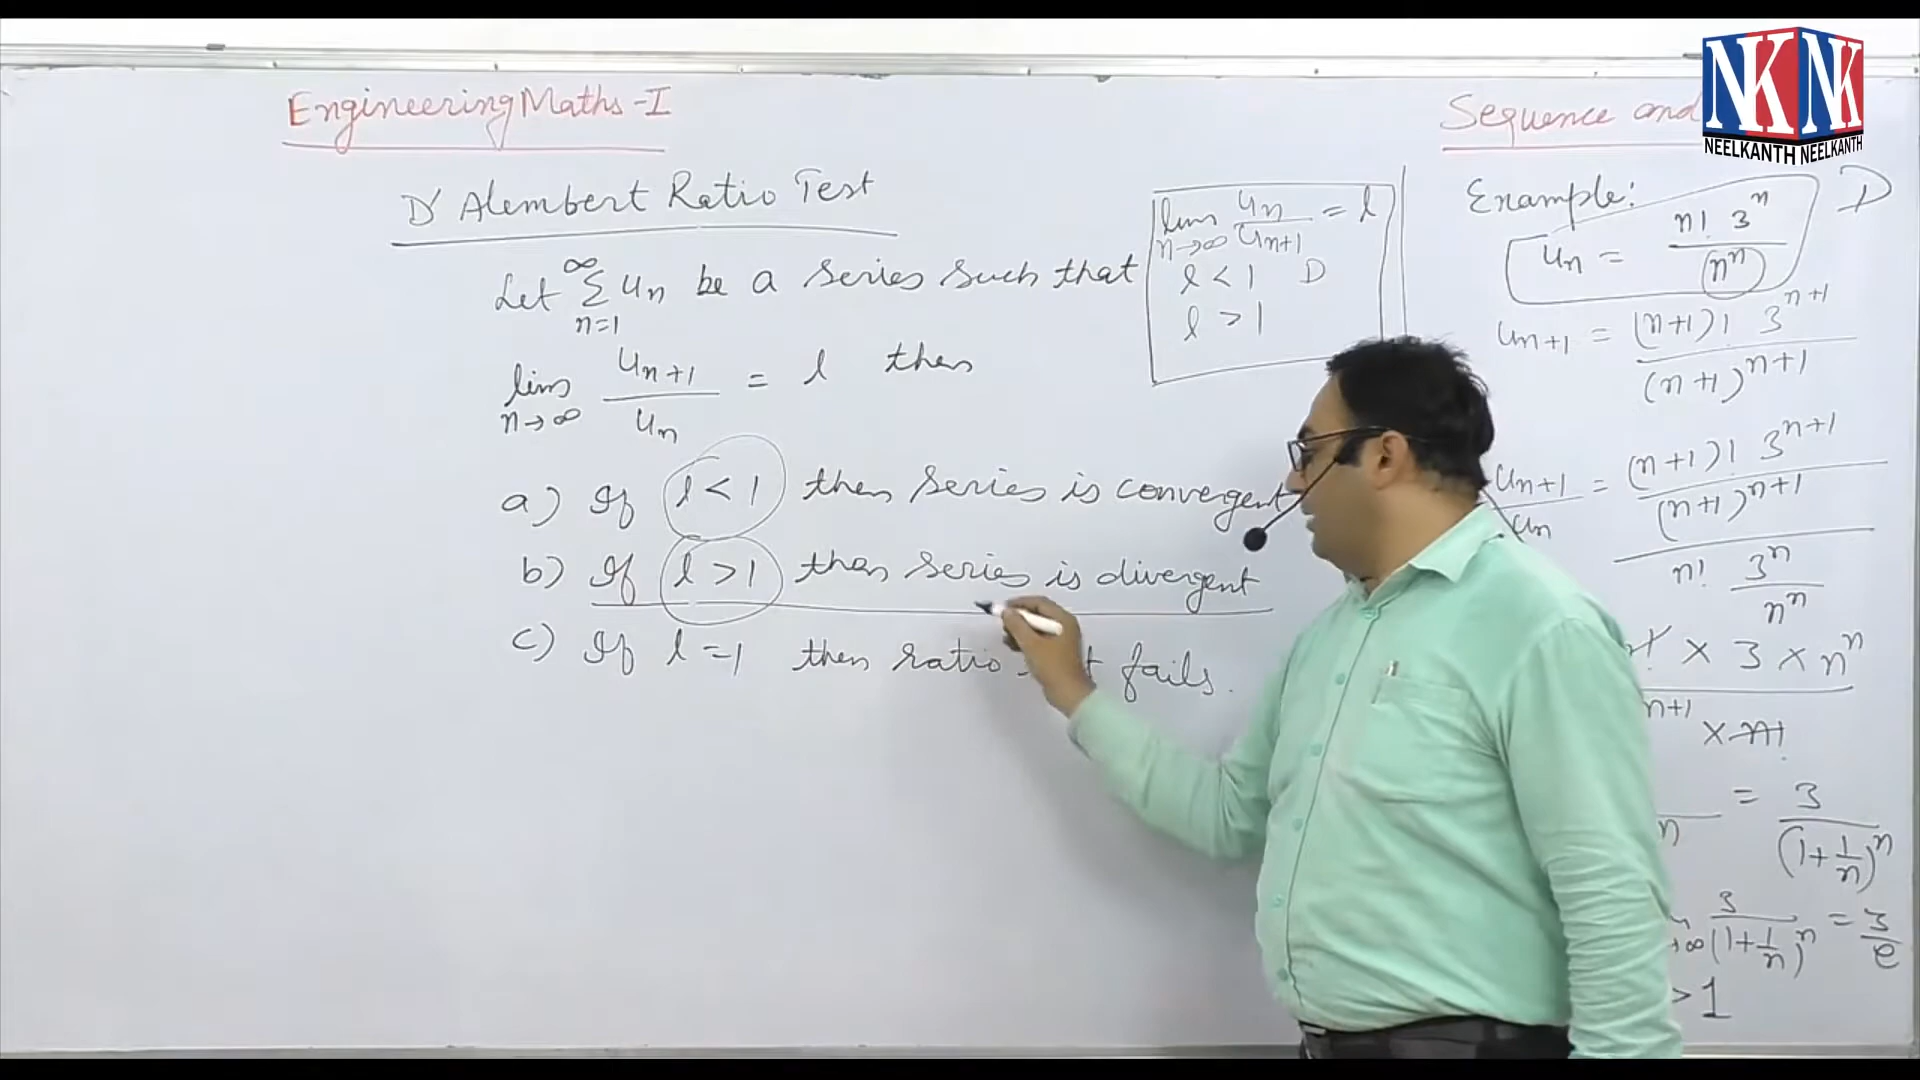 NK NK
NEELKANTH NEELKANTH
Engineering Maths-I
Sequence and
D'Alembert Ratio Test
Let ∞Σn=1 un be a series such that
lim n→∞ un+1/un = l then
a) If l < 1 then series is convergent
b) If l > 1 then series is divergent
c) If l = 1 then ratio fails.
lim n→∞ un/un+1 = l
l < 1 D
l > 1
Example: D
un = n! 3^n / n^n
un+1 = (n+1)! 3^n+1 / (n+1)^n+1
un+1/un = (n+1)! 3^n+1 / (n+1)^n+1 / n! 3^n/n^n
n! × 3 × n^n
n+1 × n!
n = 3 / (1+1/n)^n
→∞ 3/(1+1/n)^n = 3/e
> 1